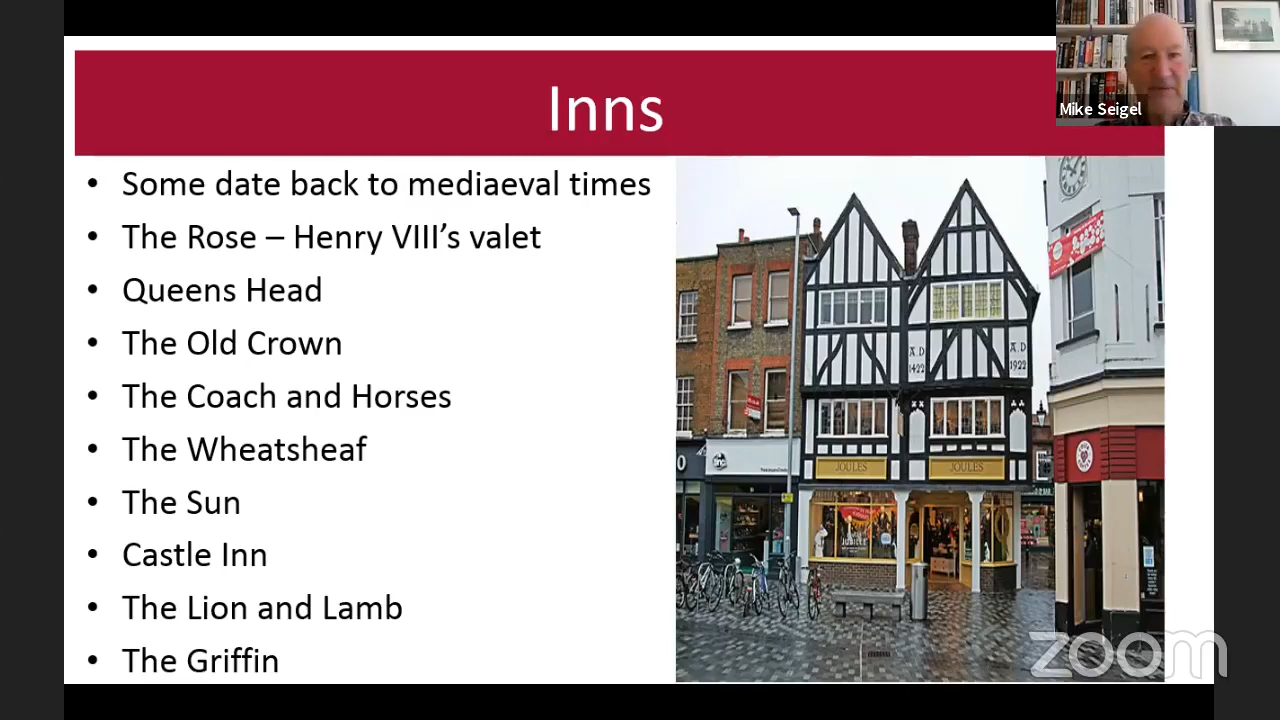 Inns
Mike Seigel
• Some date back to mediaeval times
• The Rose – Henry VIII’s valet
• Queens Head
• The Old Crown
• The Coach and Horses
• The Wheatsheaf
• The Sun
• Castle Inn
• The Lion and Lamb
• The Griffin
A.D
1422
A.D
1922
JOULES
JOULES
zoom